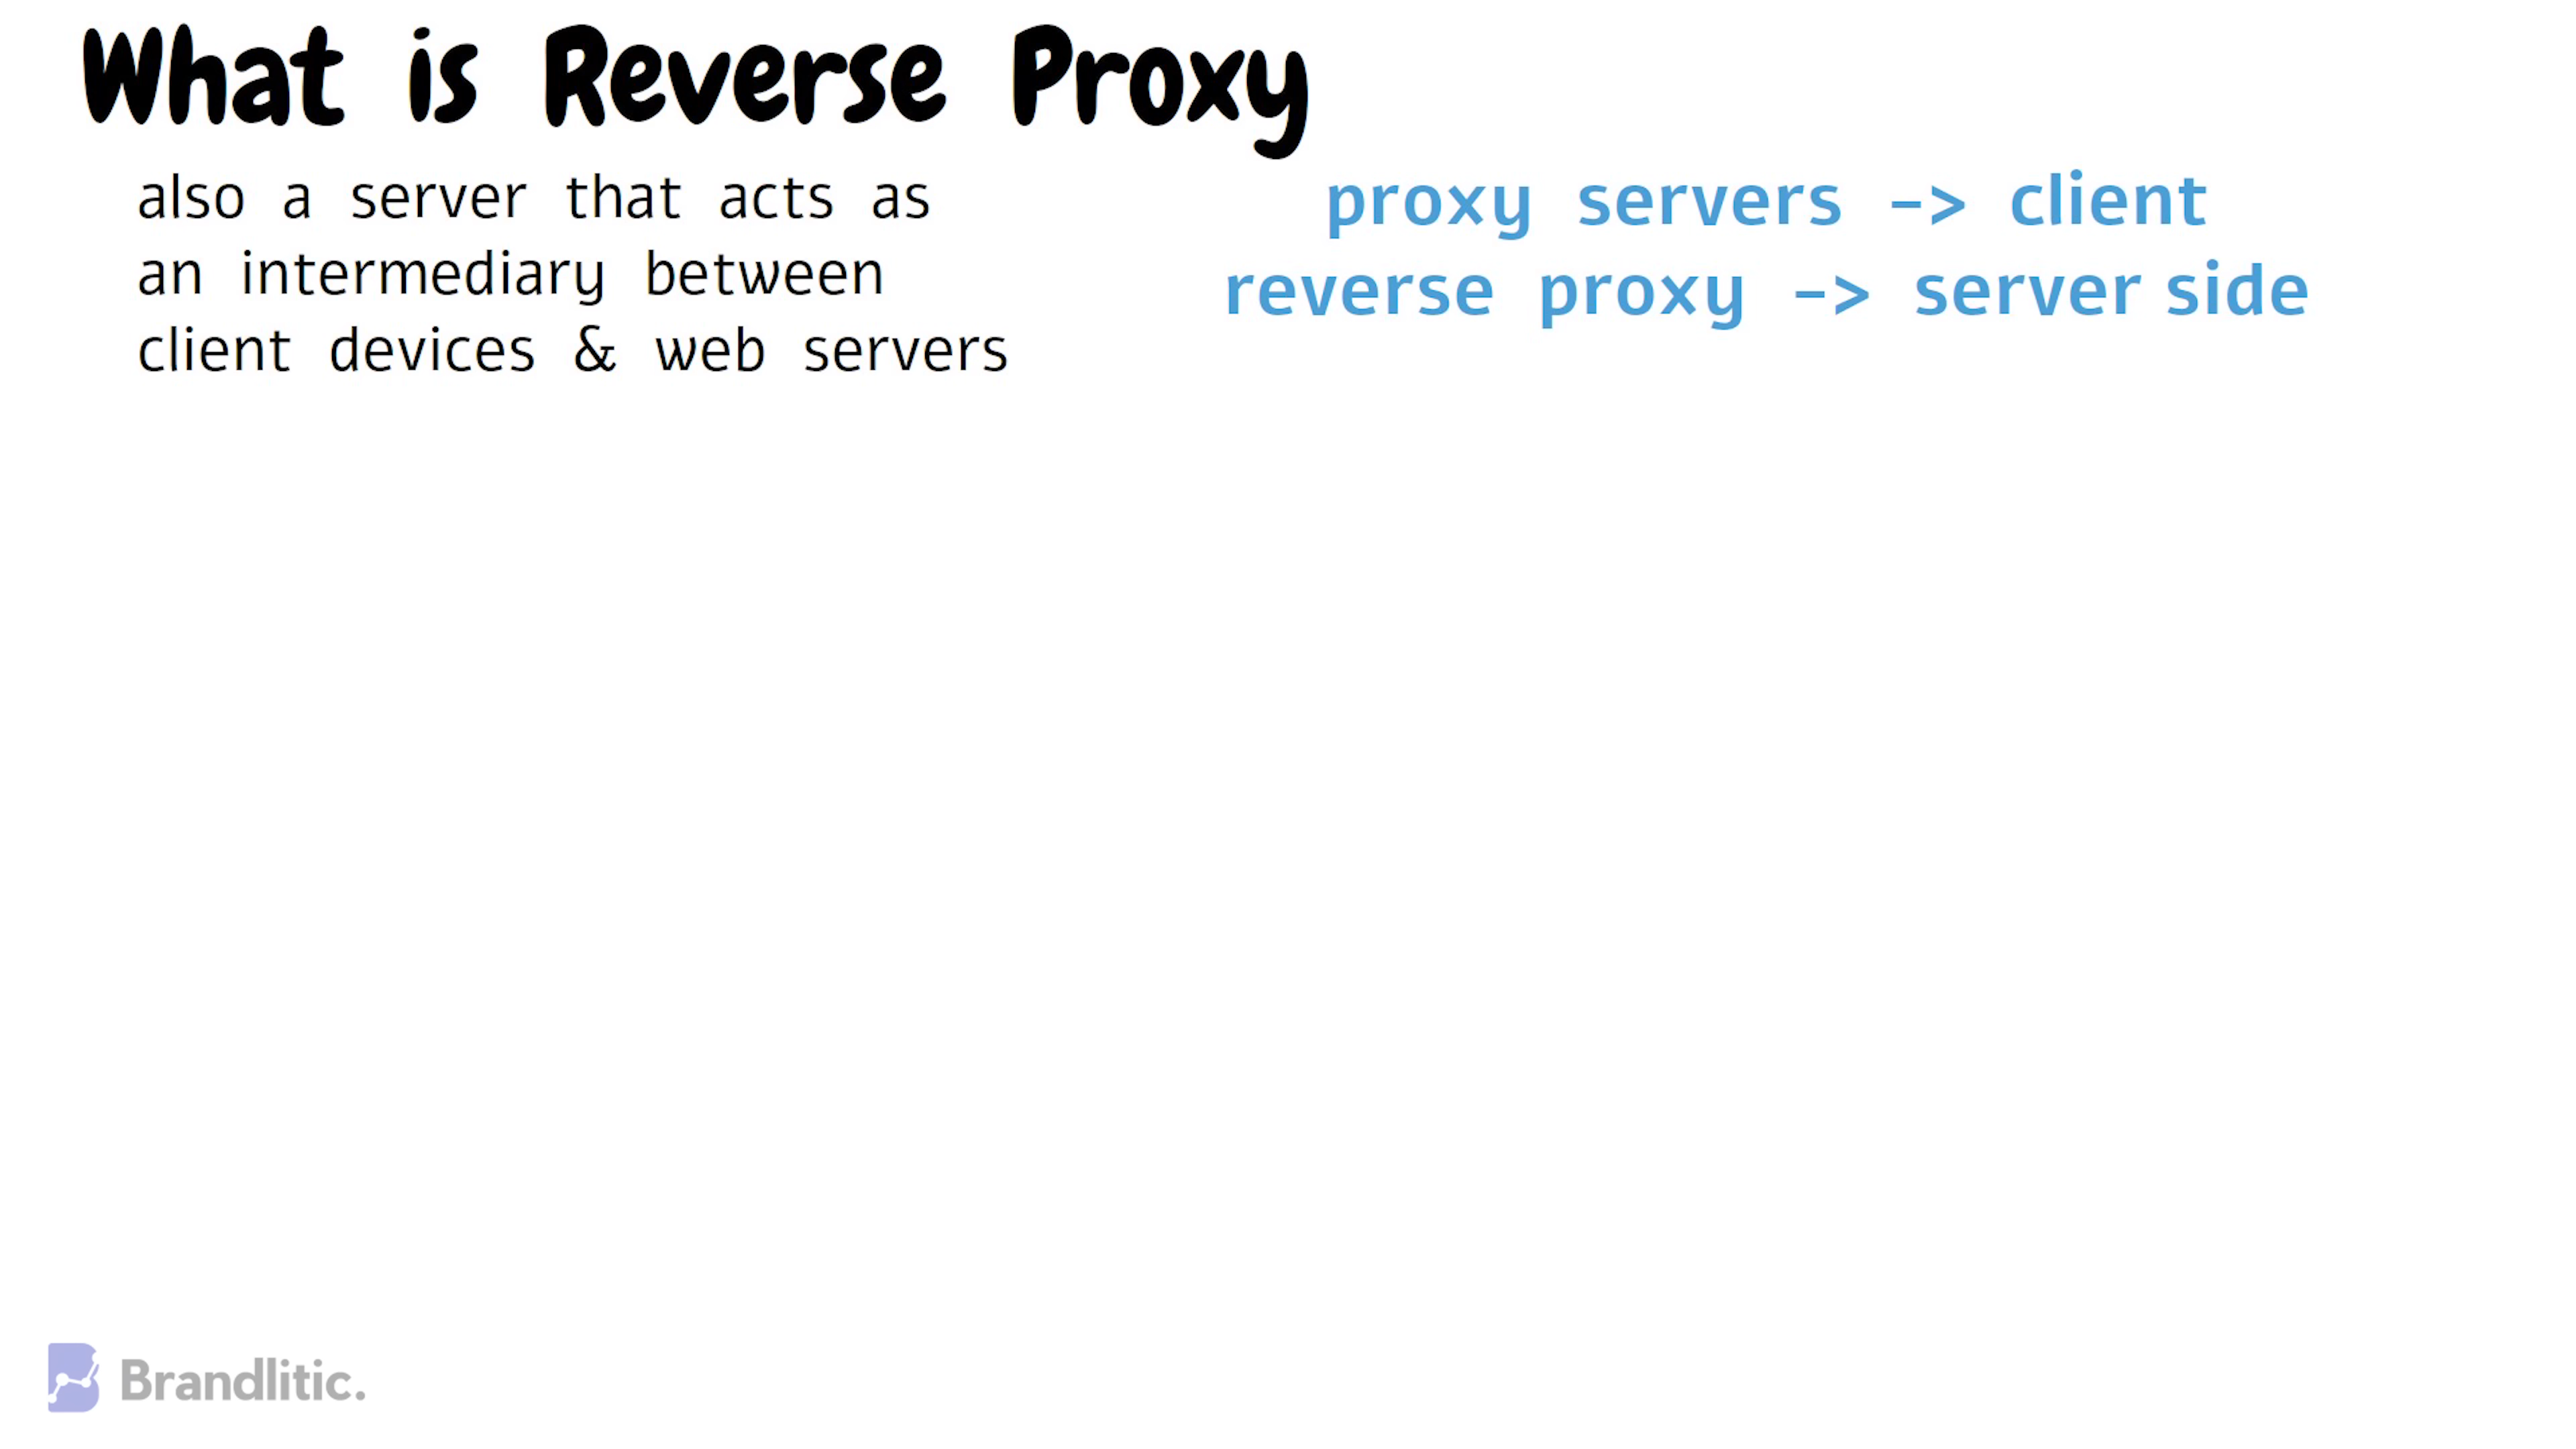 What is Reverse Proxy
also a server that acts as
an intermediary between
client devices & web servers
proxy servers -> client
reverse proxy -> server side
Brandlitic.